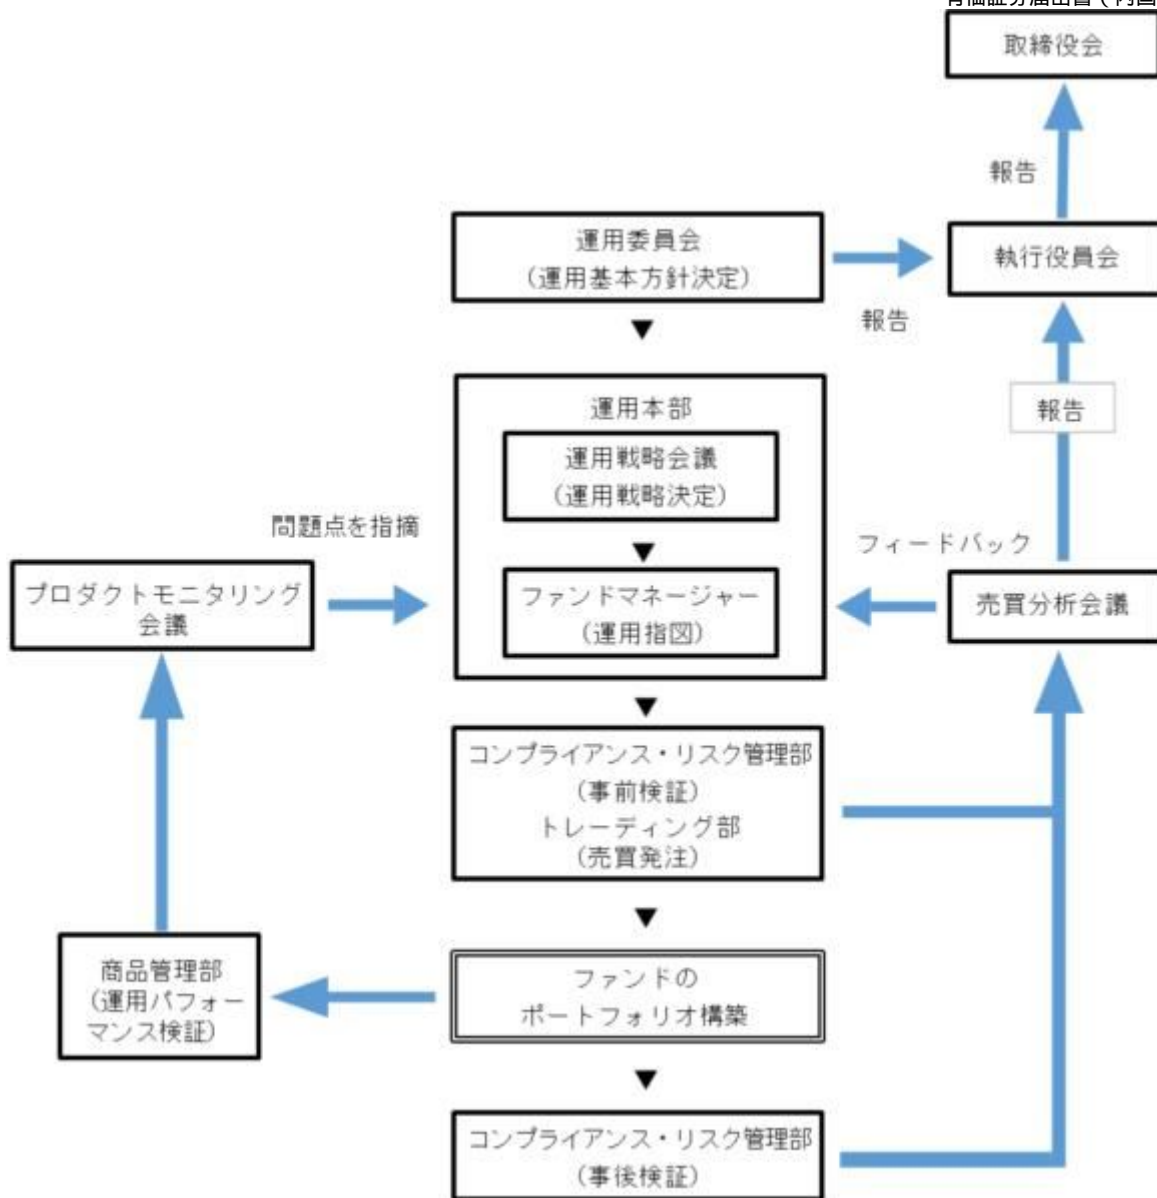 取締役会
報告
運用委員会
(運用基本方針決定)
執行役員会
報告
運用本部
報告
運用戦略会議
(運用戦略決定)
問題点を指摘
フィードバック
プロダクトモニタリング
会議
ファンドマネージャー
(運用指図)
売買分析会議
コンプライアンス・リスク管理部
(事前検証)
トレーディング部
(売買発注)
商品管理部
(運用パフォー
マンス検証)
ファンドの
ポートフォリオ構築
コンプライアンス・リスク管理部
(事後検証)